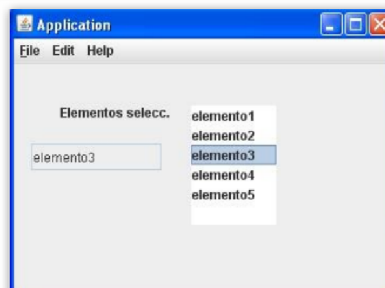 Application
File Edit Help
Elementos selecc.
elemento3
elemento1
elemento2
elemento3
elemento4
elemento5